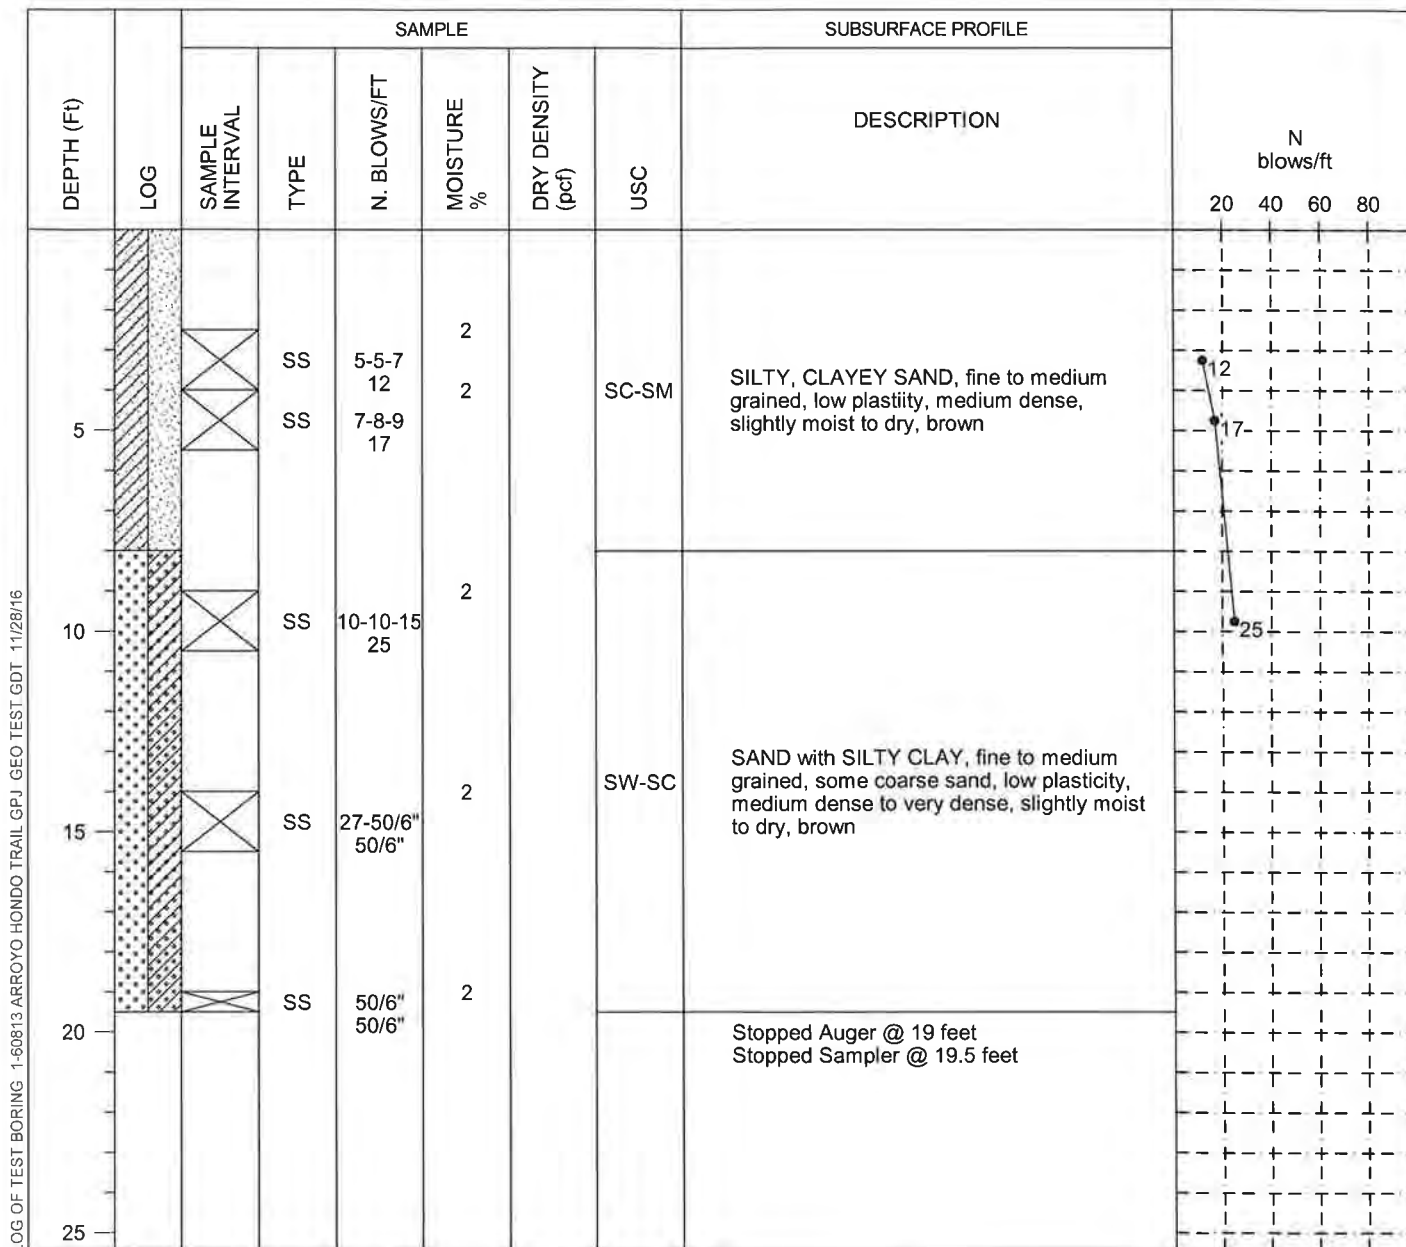 SAMPLE
SUBSURFACE PROFILE
DEPTH (Ft)
LOG
SAMPLE
INTERVAL
TYPE
N. BLOWS/FT
MOISTURE
%
DRY DENSITY
(pcf)
USC
DESCRIPTION
N
blows/ft
20 40 60 80
2
SS 5-5-7
12
12
2
SC-SM
SILTY, CLAYEY SAND, fine to medium
grained, low plastiity, medium dense,
slightly moist to dry, brown
5
SS 7-8-9
17
17
2
10
SS 10-10-15
25
25
2
SW-SC
SAND with SILTY CLAY, fine to medium
grained, some coarse sand, low plasticity,
medium dense to very dense, slightly moist
to dry, brown
15
SS 27-50/6"
50/6"
2
SS 50/6"
50/6"
20
Stopped Auger @ 19 feet
Stopped Sampler @ 19.5 feet
25
LOG OF TEST BORING 1-60813 ARROYO HONDO TRAIL GPJ GEO TEST GDT 11/28/16